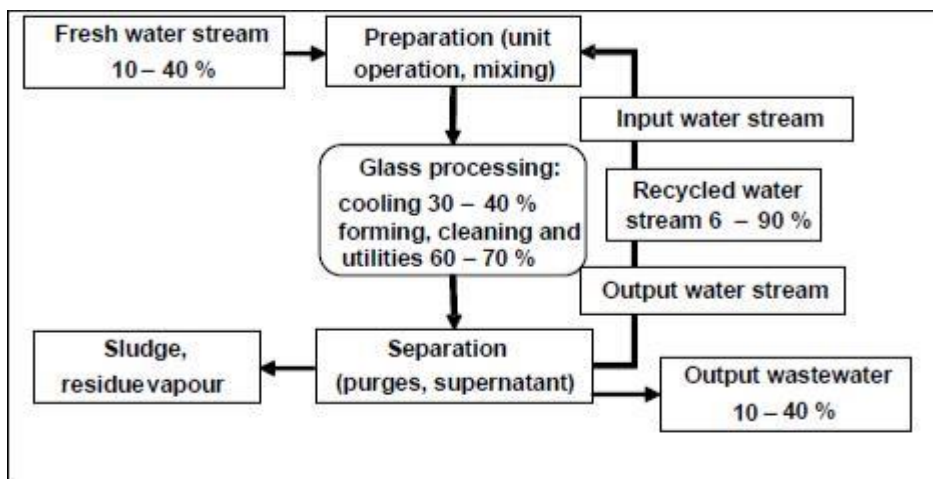 Fresh water stream
10 – 40 %
Preparation (unit
operation, mixing)
Input water stream
Glass processing:
cooling 30 – 40 %
forming, cleaning and
utilities 60 – 70 %
Recycled water
stream 6 – 90 %
Output water stream
Sludge,
residue vapour
Separation
(purges, supernatant)
Output wastewater
10 – 40 %